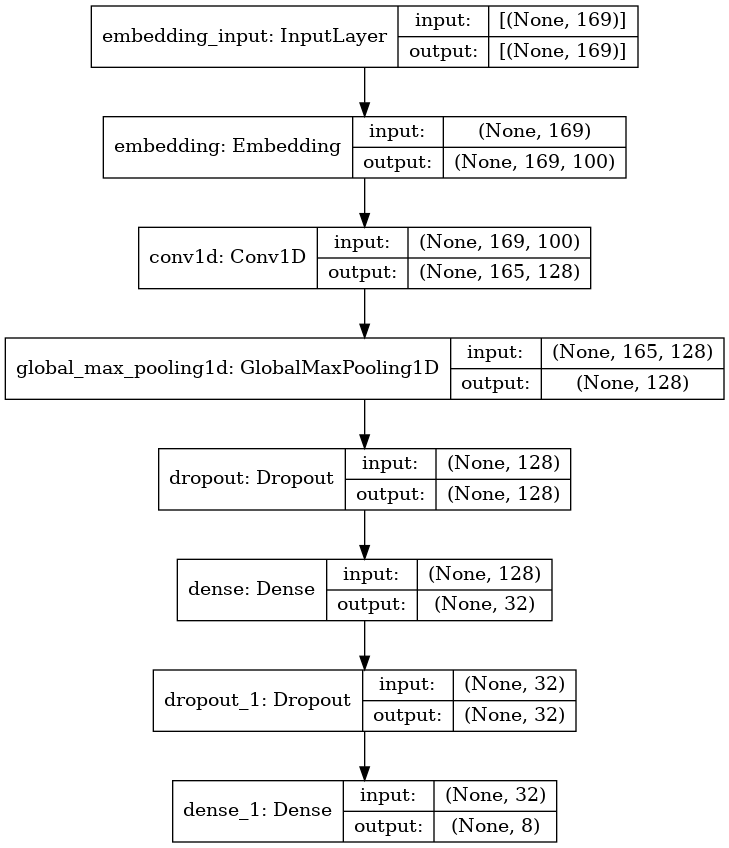 embedding_input: InputLayer input: [(None, 169)]
output: [(None, 169)]
embedding: Embedding input: (None, 169)
output: (None, 169, 100)
conv1d: Conv1D input: (None, 169, 100)
output: (None, 165, 128)
global_max_pooling1d: GlobalMaxPooling1D input: (None, 165, 128)
output: (None, 128)
dropout: Dropout input: (None, 128)
output: (None, 128)
dense: Dense input: (None, 128)
output: (None, 32)
dropout_1: Dropout input: (None, 32)
output: (None, 32)
dense_1: Dense input: (None, 32)
output: (None, 8)